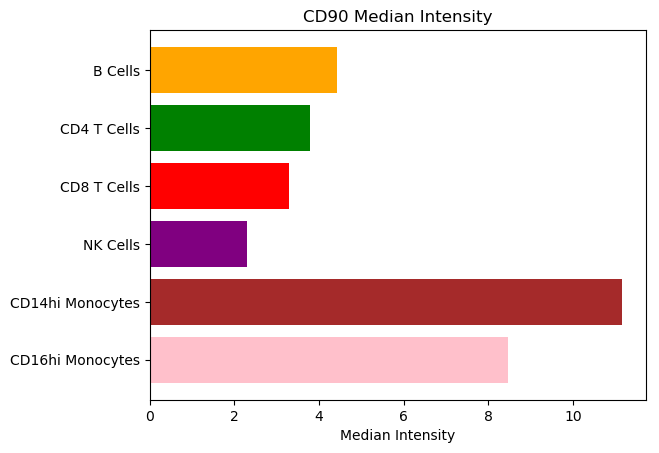 CD90 Median Intensity
B Cells
CD4 T Cells
CD8 T Cells
NK Cells
CD14hi Monocytes
CD16hi Monocytes
0 2 4 6 8 10
Median Intensity